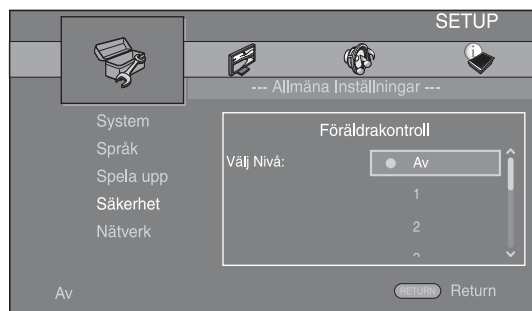 SETUP
--- Allmäna Inställningar ---
System
Språk
Spela upp
Säkerhet
Nätverk
Föräldrakontroll
Välj Nivå:
Av
1
2
Av
RETURN Return